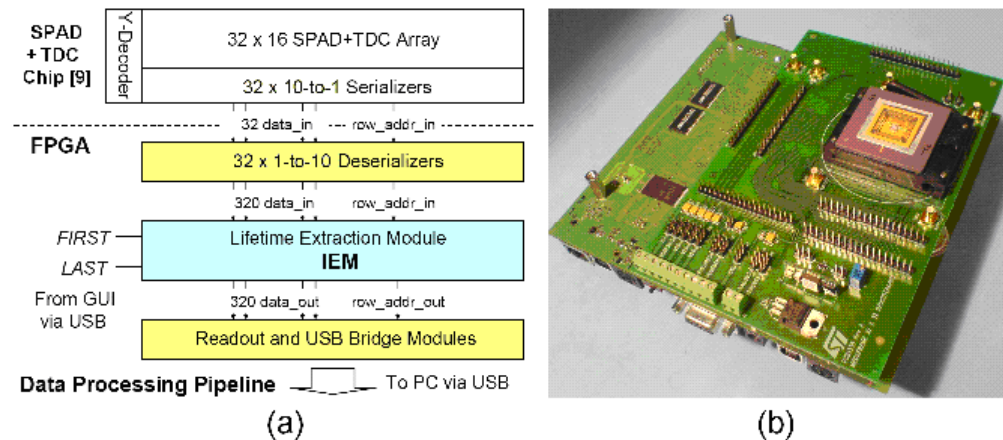 SPAD
+ TDC
Chip [9]
Y-Decoder
32 x 16 SPAD+TDC Array
32 x 10-to-1 Serializers
32 data_in row_addr_in
FPGA
32 x 1-to-10 Deserializers
320 data_in row_addr_in
FIRST
LAST
Lifetime Extraction Module
IEM
From GUI
via USB
320 data_out row_addr_out
Readout and USB Bridge Modules
Data Processing Pipeline
To PC via USB
(a)
ST
(b)